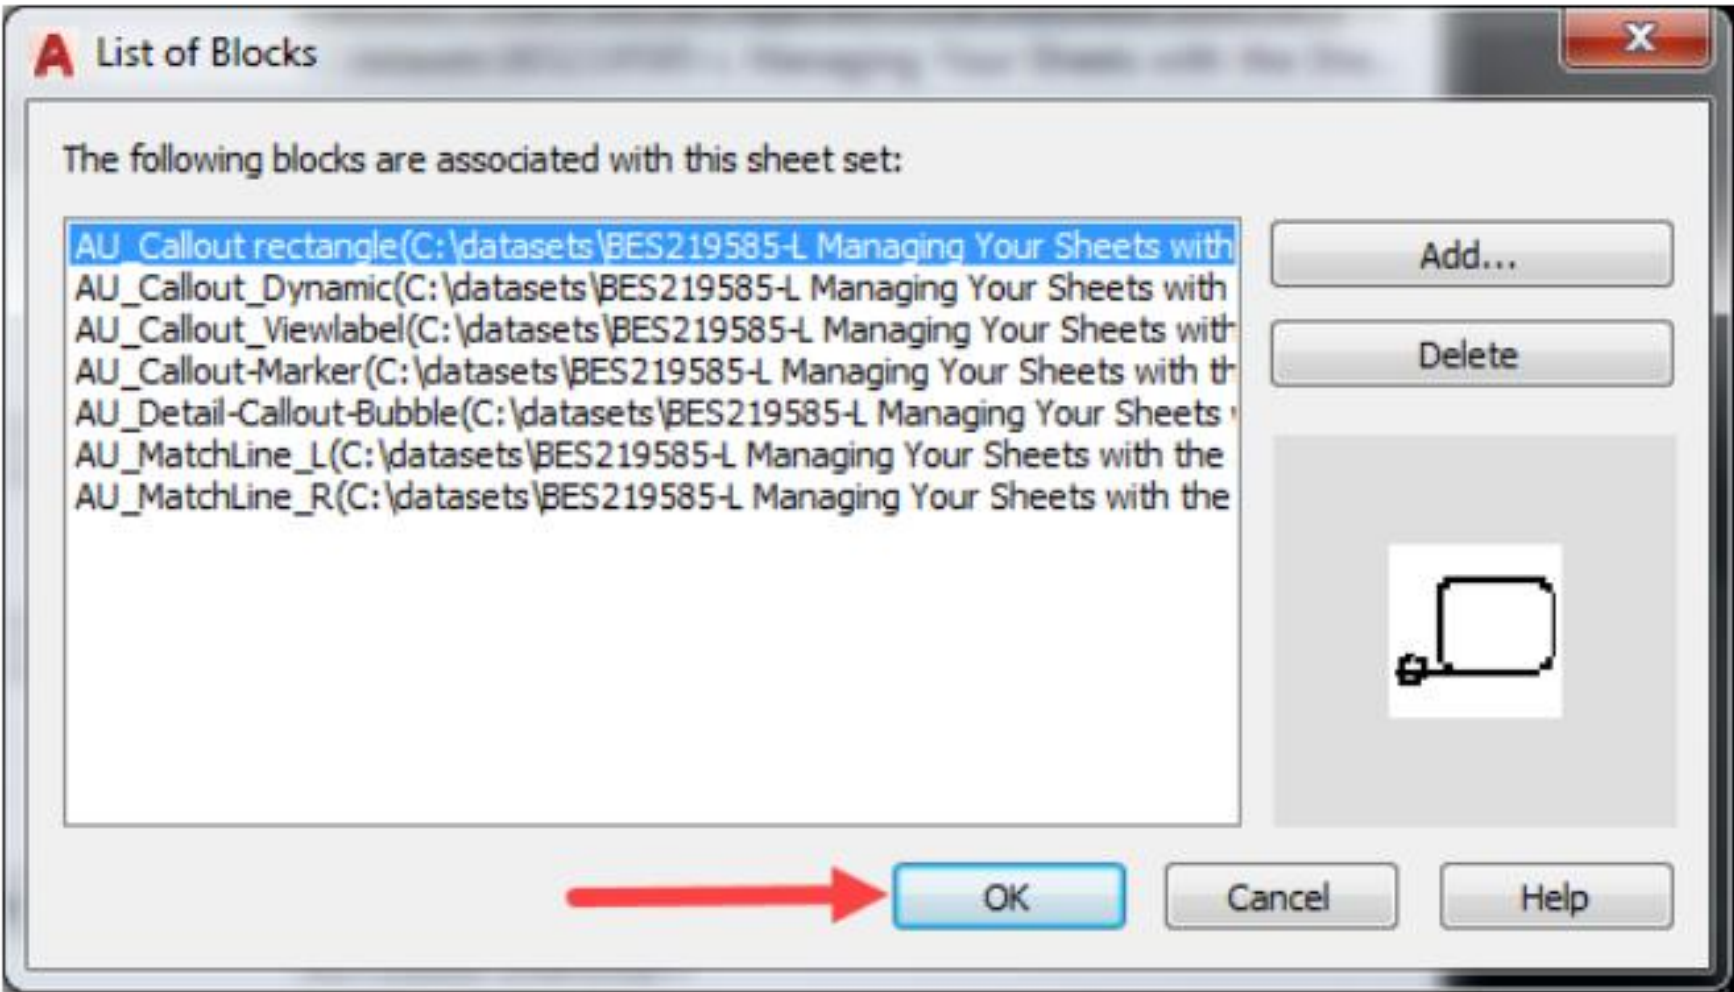 List of Blocks
The following blocks are associated with this sheet set:
AU_Callout rectangle(C:\datasets\BES219585-L Managing Your Sheets with
AU_Callout_Dynamic(C:\datasets\BES219585-L Managing Your Sheets with
AU_Callout_Viewlabel(C:\datasets\BES219585-L Managing Your Sheets with
AU_Callout-Marker(C:\datasets\BES219585-L Managing Your Sheets with th
AU_Detail-Callout-Bubble(C:\datasets\BES219585-L Managing Your Sheets
AU_MatchLine_L(C:\datasets\BES219585-L Managing Your Sheets with the
AU_MatchLine_R(C:\datasets\BES219585-L Managing Your Sheets with the
Add...
Delete
OK
Cancel
Help